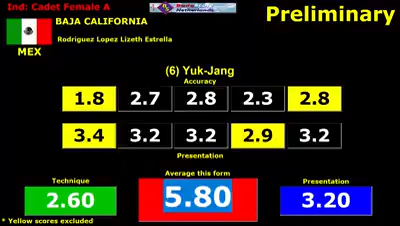 Ind: Cadet Female A
Preliminary
BAJA CALIFORNIA
Rodriguez Lopez Lizeth Estrella
MEX
(6) Yuk-Jang
Accuracy
1.8 2.7 2.8 2.3 2.8
3.4 3.2 3.2 2.9 3.2
Presentation
Technique Average this form Presentation
2.60 5.80 3.20
* Yellow scores excluded